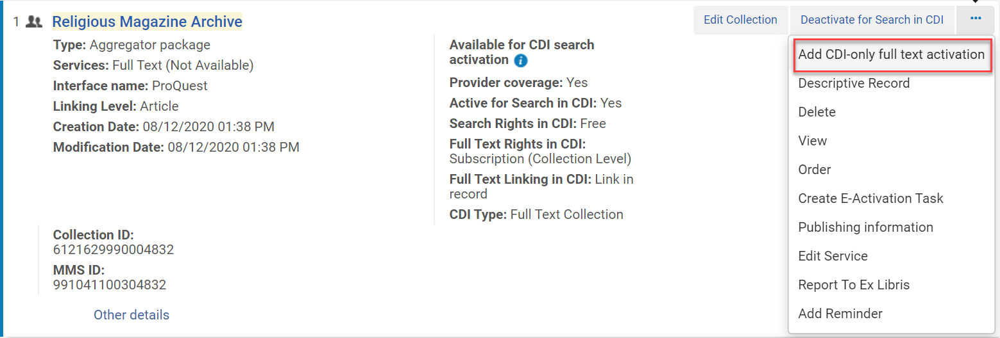 1 Religious Magazine Archive
Edit Collection
Deactivate for Search in CDI
•••
Type: Aggregator package
Services: Full Text (Not Available)
Interface name: ProQuest
Linking Level: Article
Creation Date: 08/12/2020 01:38 PM
Modification Date: 08/12/2020 01:38 PM
Available for CDI search
activation i
Provider coverage: Yes
Active for Search in CDI: Yes
Search Rights in CDI: Free
Full Text Rights in CDI:
Subscription (Collection Level)
Full Text Linking in CDI: Link in
record
CDI Type: Full Text Collection
Collection ID:
6121629990004832
MMS ID:
991041100304832
Other details
Add CDI-only full text activation
Descriptive Record
Delete
View
Order
Create E-Activation Task
Publishing information
Edit Service
Report To Ex Libris
Add Reminder